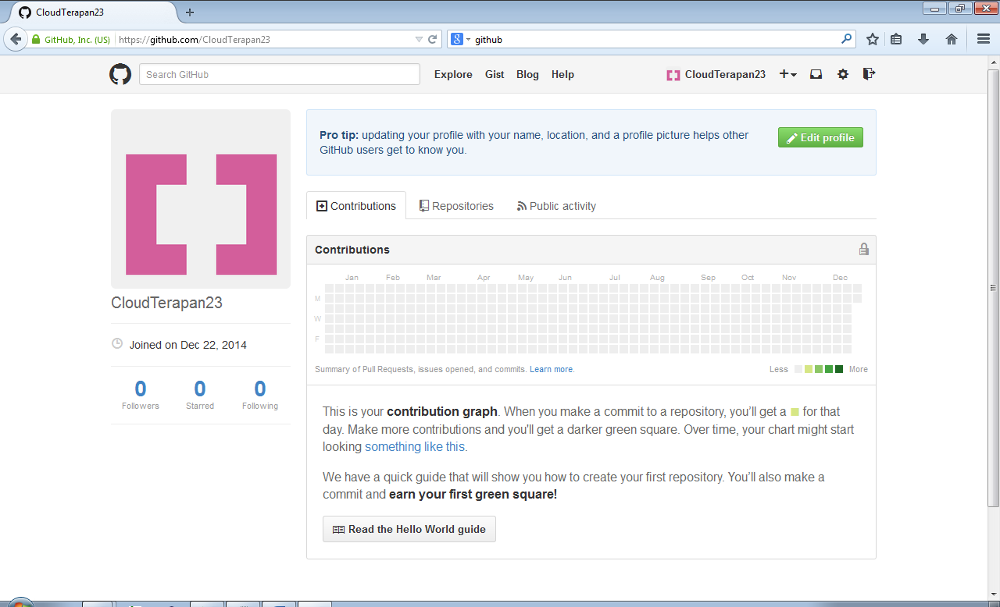 CloudTerapan23
GitHub, Inc. (US) https://github.com/CloudTerapan23
8 github
Search GitHub
Explore Gist Blog Help
CloudTerapan23
Pro tip: updating your profile with your name, location, and a profile picture helps other
GitHub users get to know you.
Edit profile
CloudTerapan23
Joined on Dec 22, 2014
0 0 0
Followers Starred Following
Contributions Repositories Public activity
Contributions
Jan Feb Mar Apr May Jun Jul Aug Sep Oct Nov Dec
M
W
F
Summary of Pull Requests, issues opened, and commits. Learn more.
Less More
This is your contribution graph. When you make a commit to a repository, you'll get a for that
day. Make more contributions and you'll get a darker green square. Over time, your chart might start
looking something like this.
We have a quick guide that will show you how to create your first repository. You'll also make a
commit and earn your first green square!
Read the Hello World guide